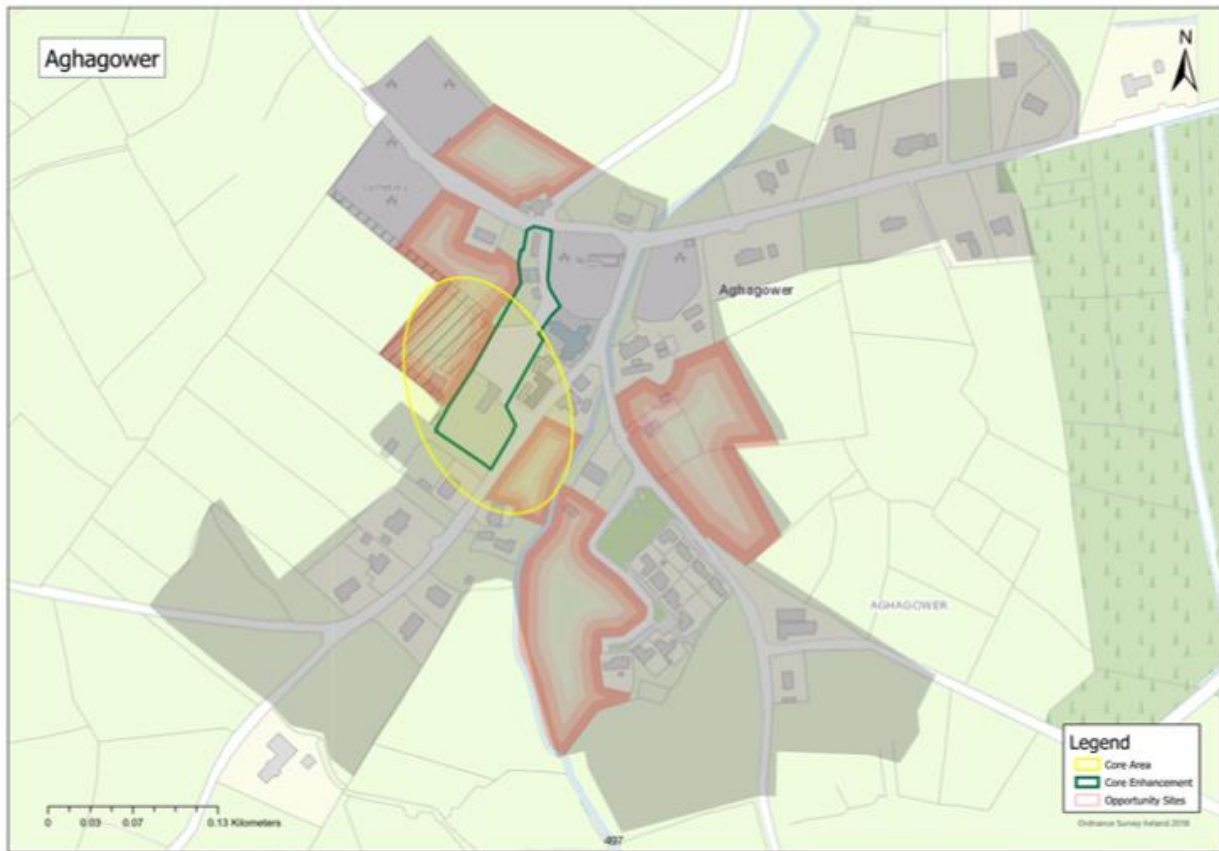 Aghagower
N
Aghagower
AGHAGOWER
Legend
Core Area
Core Enhancement
Opportunity Sites
Ordnance Survey Ireland 2018
0 0.03 0.07 0.13 Kilometers
497